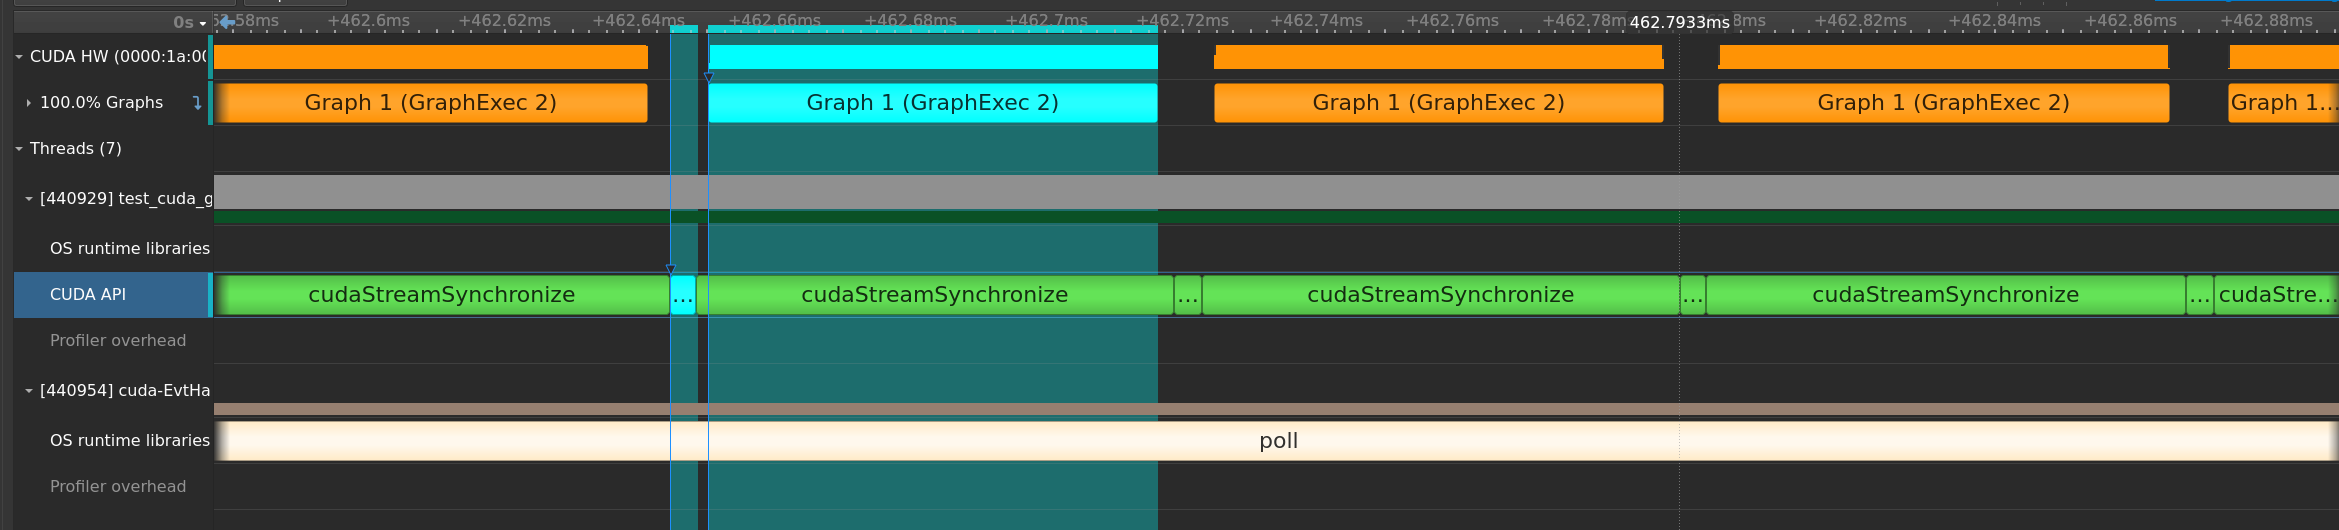 0s +462.6ms +462.62ms +462.64ms +462.66ms +462.68ms +462.7ms +462.72ms +462.74ms +462.76ms +462.78m 462.7933ms 8ms +462.82ms +462.84ms +462.86ms +462.88ms
CUDA HW (0000:1a:00
100.0% Graphs Graph 1 (GraphExec 2) Graph 1 (GraphExec 2) Graph 1 (GraphExec 2) Graph 1 (GraphExec 2) Graph 1...
Threads (7)
[440929] test_cuda_g
OS runtime libraries
CUDA API cudaStreamSynchronize ... cudaStreamSynchronize ... cudaStreamSynchronize ... cudaStreamSynchronize ... cudaStre...
Profiler overhead
[440954] cuda-EvtHa
OS runtime libraries poll
Profiler overhead